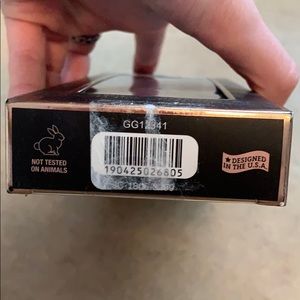 GG12341
NOT TESTED
ON ANIMALS
190425026805
DESIGNED
IN THE U.S.A.